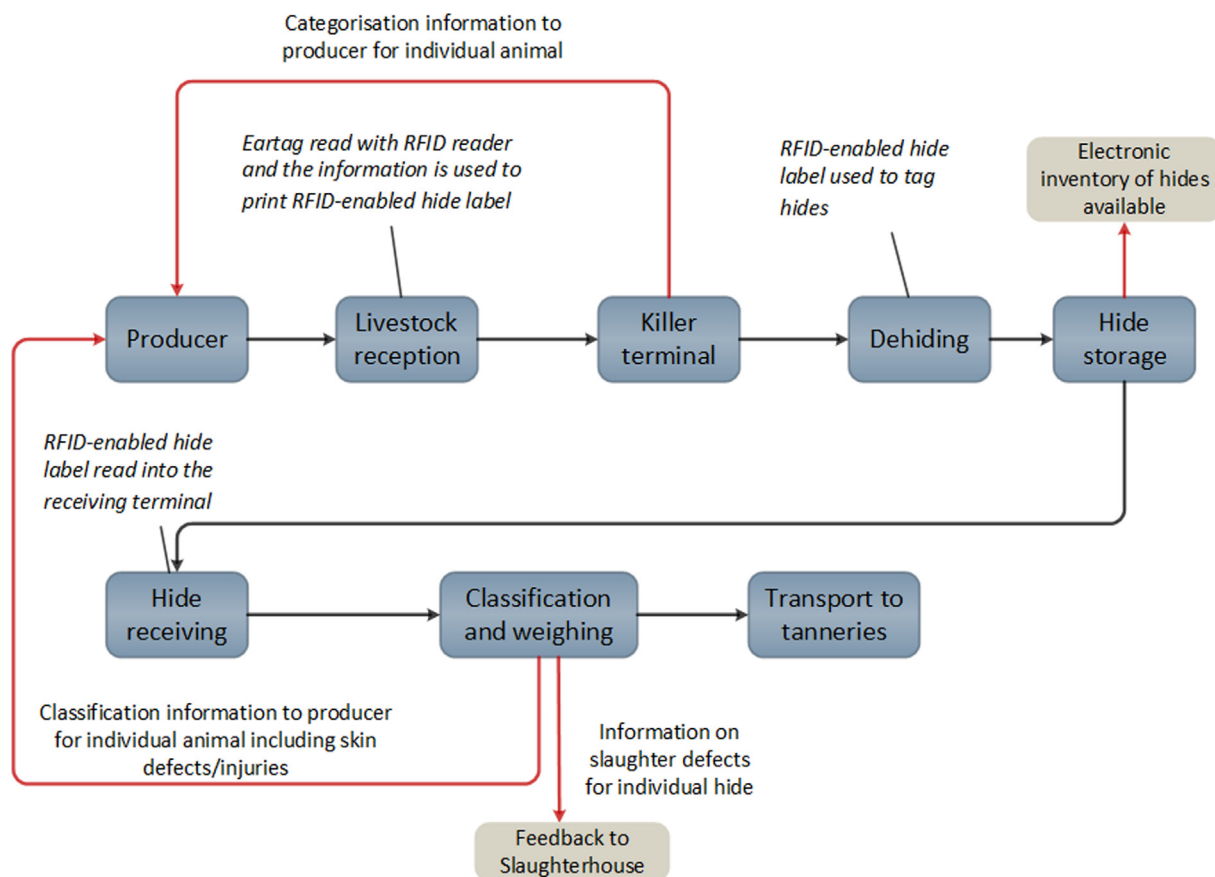 Categorisation information to
producer for individual animal
Eartag read with RFID reader
and the information is used to
print RFID-enabled hide label
RFID-enabled hide
label used to tag
hides
Electronic
inventory of hides
available
Producer
Livestock
reception
Killer
terminal
Dehiding
Hide
storage
RFID-enabled hide
label read into the
receiving terminal
Hide
receiving
Classification
and weighing
Transport to
tanneries
Classification information to producer
for individual animal including skin
defects/injuries
Information on
slaughter defects
for individual hide
Feedback to
Slaughterhouse